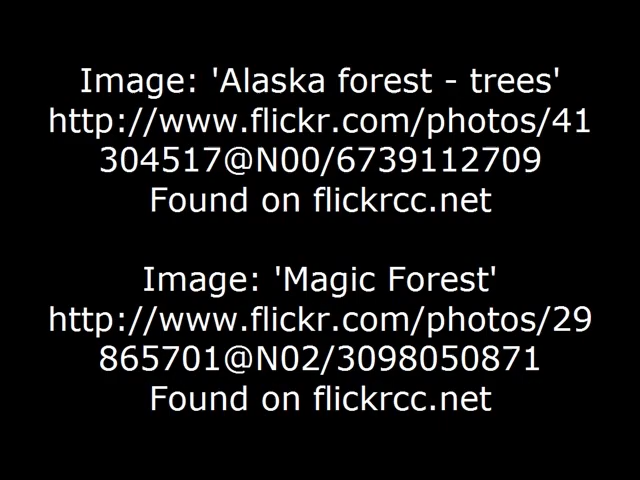 Image: 'Alaska forest - trees'
http://www.flickr.com/photos/41
304517@N00/6739112709
Found on flickrcc.net
Image: 'Magic Forest'
http://www.flickr.com/photos/29
865701@N02/3098050871
Found on flickrcc.net